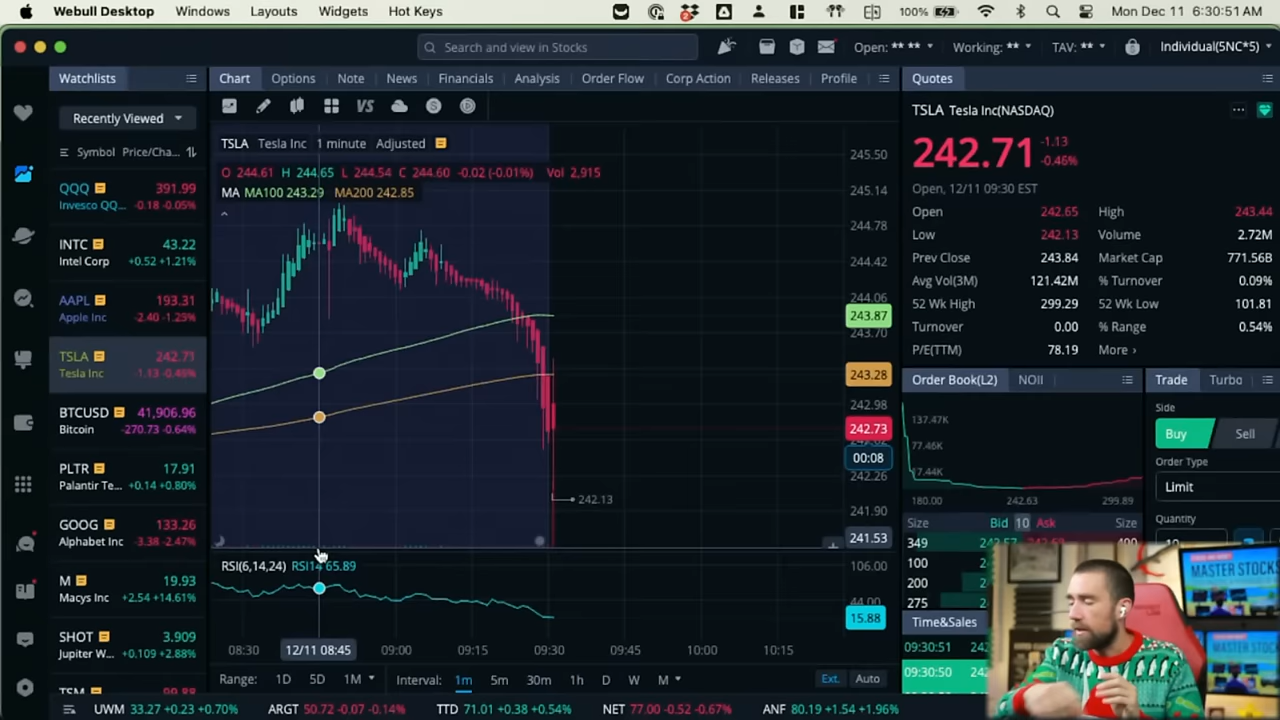 Webull Desktop Windows Layouts Widgets Hot Keys 2 100% Mon Dec 11 6:30:51 AM
Search and view in Stocks Open: ** ** Working: ** TAV: ** Individual(5NC*5)
Watchlists
Recently Viewed
Symbol Price/Cha...
QQQ 391.99
Invesco QQ... -0.18 -0.05%
INTC 43.22
Intel Corp +0.52 +1.21%
AAPL 193.31
Apple Inc -2.40 -1.23%
TSLA 242.71
Tesla Inc -1.13 -0.46%
BTCUSD 41,906.96
Bitcoin -270.73 -0.64%
PLTR 17.91
Palantir Te... +0.14 +0.80%
GOOG 133.26
Alphabet Inc -3.38 -2.47%
M 19.93
Macys Inc +2.54 +14.61%
SHOT 3.909
Jupiter W... +0.109 +2.88%
TSM 99.88
Chart Options Note News Financials Analysis Order Flow Corp Action Releases Profile
VS S
TSLA Tesla Inc 1 minute Adjusted
O 244.61 H 244.65 L 244.54 C 244.60 -0.02 (-0.01%) Vol 2,915
MA MA100 243.29 MA200 242.85
245.50
245.14
244.78
244.42
244.06
243.87
243.70
243.28
242.98
242.73
00:08
242.26
242.13
241.90
241.53
RSI(6,14,24) RSI14 65.89
106.00
44.00
15.88
08:30 12/11 08:45 09:00 09:15 09:30 09:45 10:00 10:15
Range: 1D 5D 1M Interval: 1m 5m 30m 1h D W M Ext. Auto
Quotes
TSLA Tesla Inc(NASDAQ)
242.71 -1.13
-0.46%
Open, 12/11 09:30 EST
Open 242.65 High 243.44
Low 242.13 Volume 2.72M
Prev Close 243.84 Market Cap 771.56B
Avg Vol(3M) 121.42M % Turnover 0.09%
52 Wk High 299.29 52 Wk Low 101.81
Turnover 0.00 % Range 0.54%
P/E(TTM) 78.19 More ›
Order Book(L2) NOII
137.47K
77.46K
17.44K
180.00 242.63 299.89
Size Bid 10 Ask Size
349 242.57
100
200
275
Time&Sales
09:30:51
09:30:50
Trade Turbo
Side
Buy Sell
Order Type
Limit
Quantity
MASTER STOCKS
MASTER STOCKS
UWM 33.27 +0.23 +0.70% ARGT 50.72 -0.07 -0.14% TTD 71.01 +0.38 +0.54% NET 77.00 -0.52 -0.67% ANF 80.19 +1.54 +1.96%